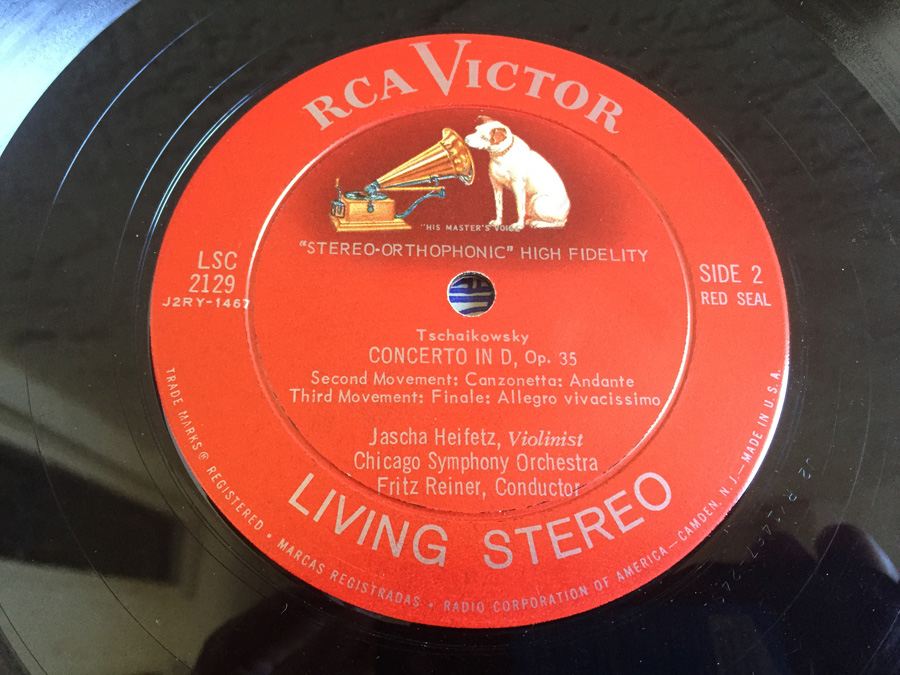 RCA VICTOR
"HIS MASTER'S VOICE"
"STEREO-ORTHOPHONIC" HIGH FIDELITY
LSC
2129
J2RY-1467
SIDE 2
RED SEAL
Tschaikowsky
CONCERTO IN D, Op. 35
Second Movement: Canzonetta: Andante
Third Movement: Finale: Allegro vivacissimo
Jascha Heifetz, Violinist
Chicago Symphony Orchestra
Fritz Reiner, Conductor
LIVING STEREO
TRADE MARKS ® REGISTERED • MARCAS REGISTRADAS • RADIO CORPORATION OF AMERICA—CAMDEN, N.J.—MADE IN U.S.A.